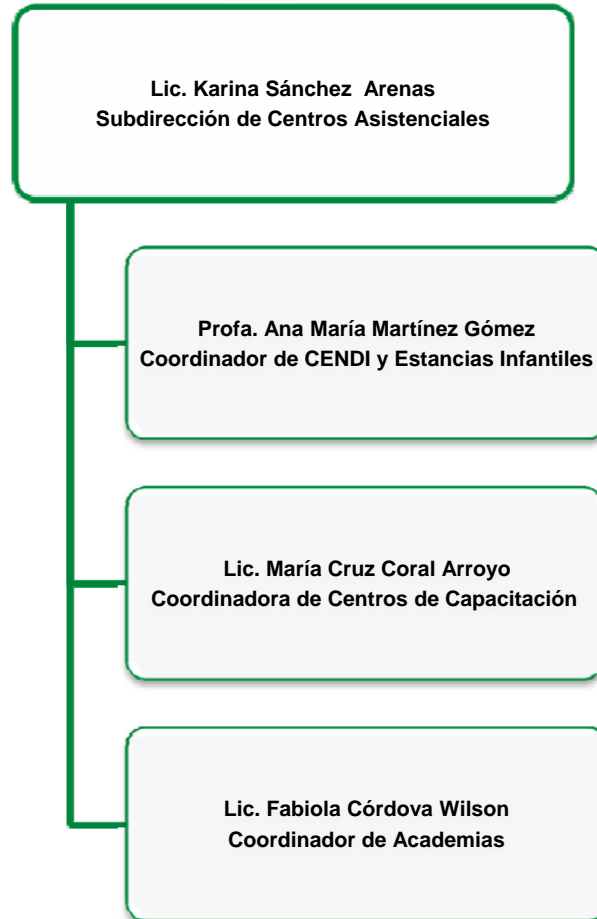 Lic. Karina Sánchez Arenas
Subdirección de Centros Asistenciales
Profa. Ana María Martínez Gómez
Coordinador de CENDI y Estancias Infantiles
Lic. María Cruz Coral Arroyo
Coordinadora de Centros de Capacitación
Lic. Fabiola Córdova Wilson
Coordinador de Academias